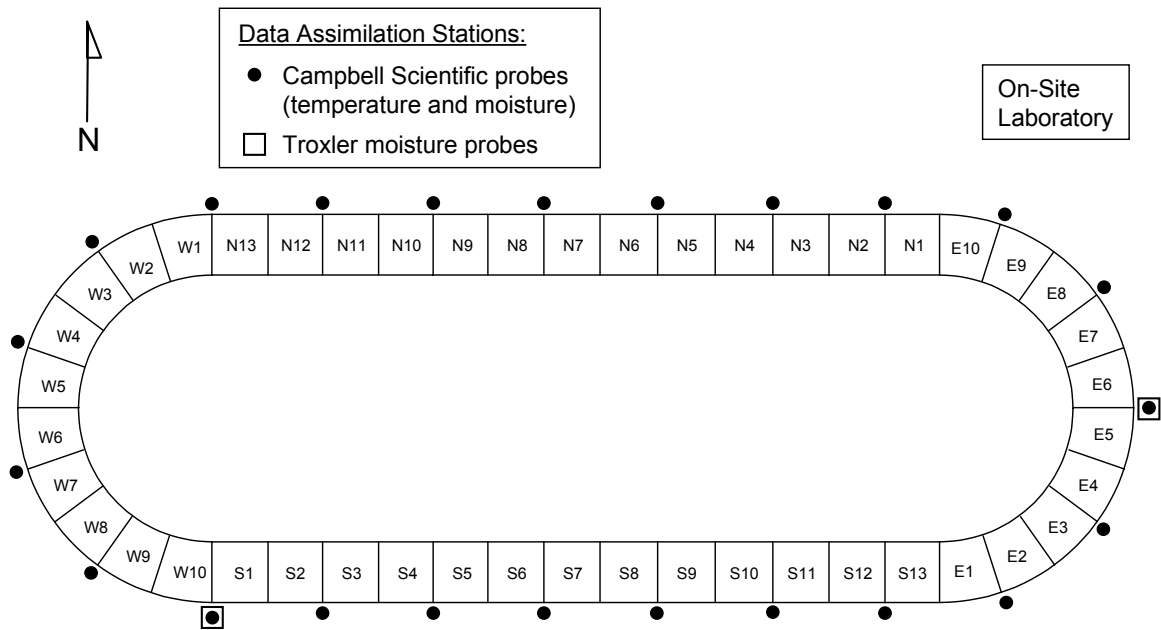 Data Assimilation Stations:
Campbell Scientific probes
(temperature and moisture)
Troxler moisture probes
On-Site
Laboratory
N
W1 N13 N12 N11 N10 N9 N8 N7 N6 N5 N4 N3 N2 N1 E10
W2 E9
W3 E8
W4 E7
W5 E6
W6 E5
W7 E4
W8 E3
W9 E2
W10 S1 S2 S3 S4 S5 S6 S7 S8 S9 S10 S11 S12 S13 E1